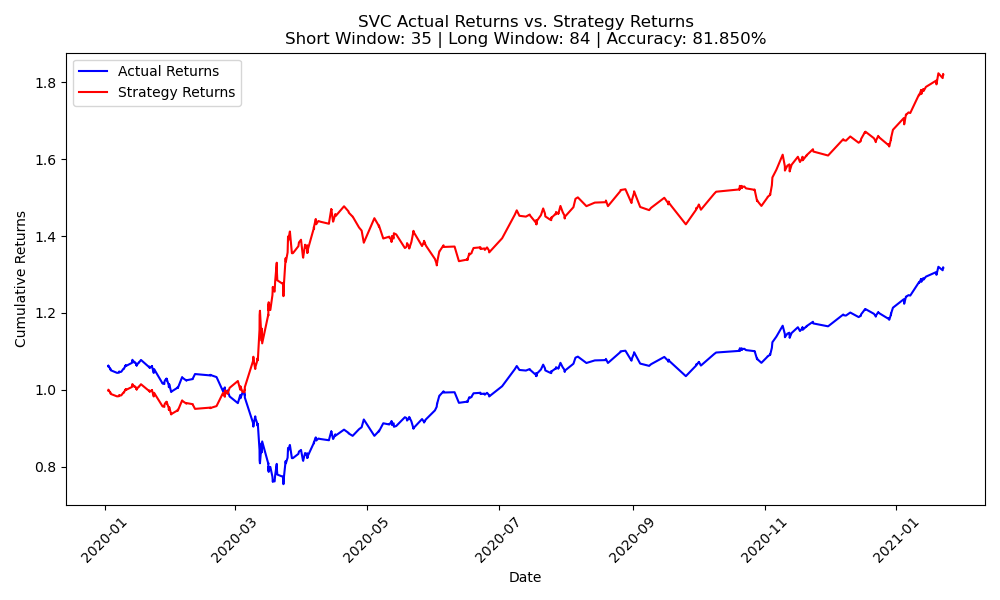 SVC Actual Returns vs. Strategy Returns
Short Window: 35 | Long Window: 84 | Accuracy: 81.850%
Actual Returns
Strategy Returns
Cumulative Returns
1.8
1.6
1.4
1.2
1.0
0.8
2020-01
2020-03
2020-05
2020-07
2020-09
2020-11
2021-01
Date